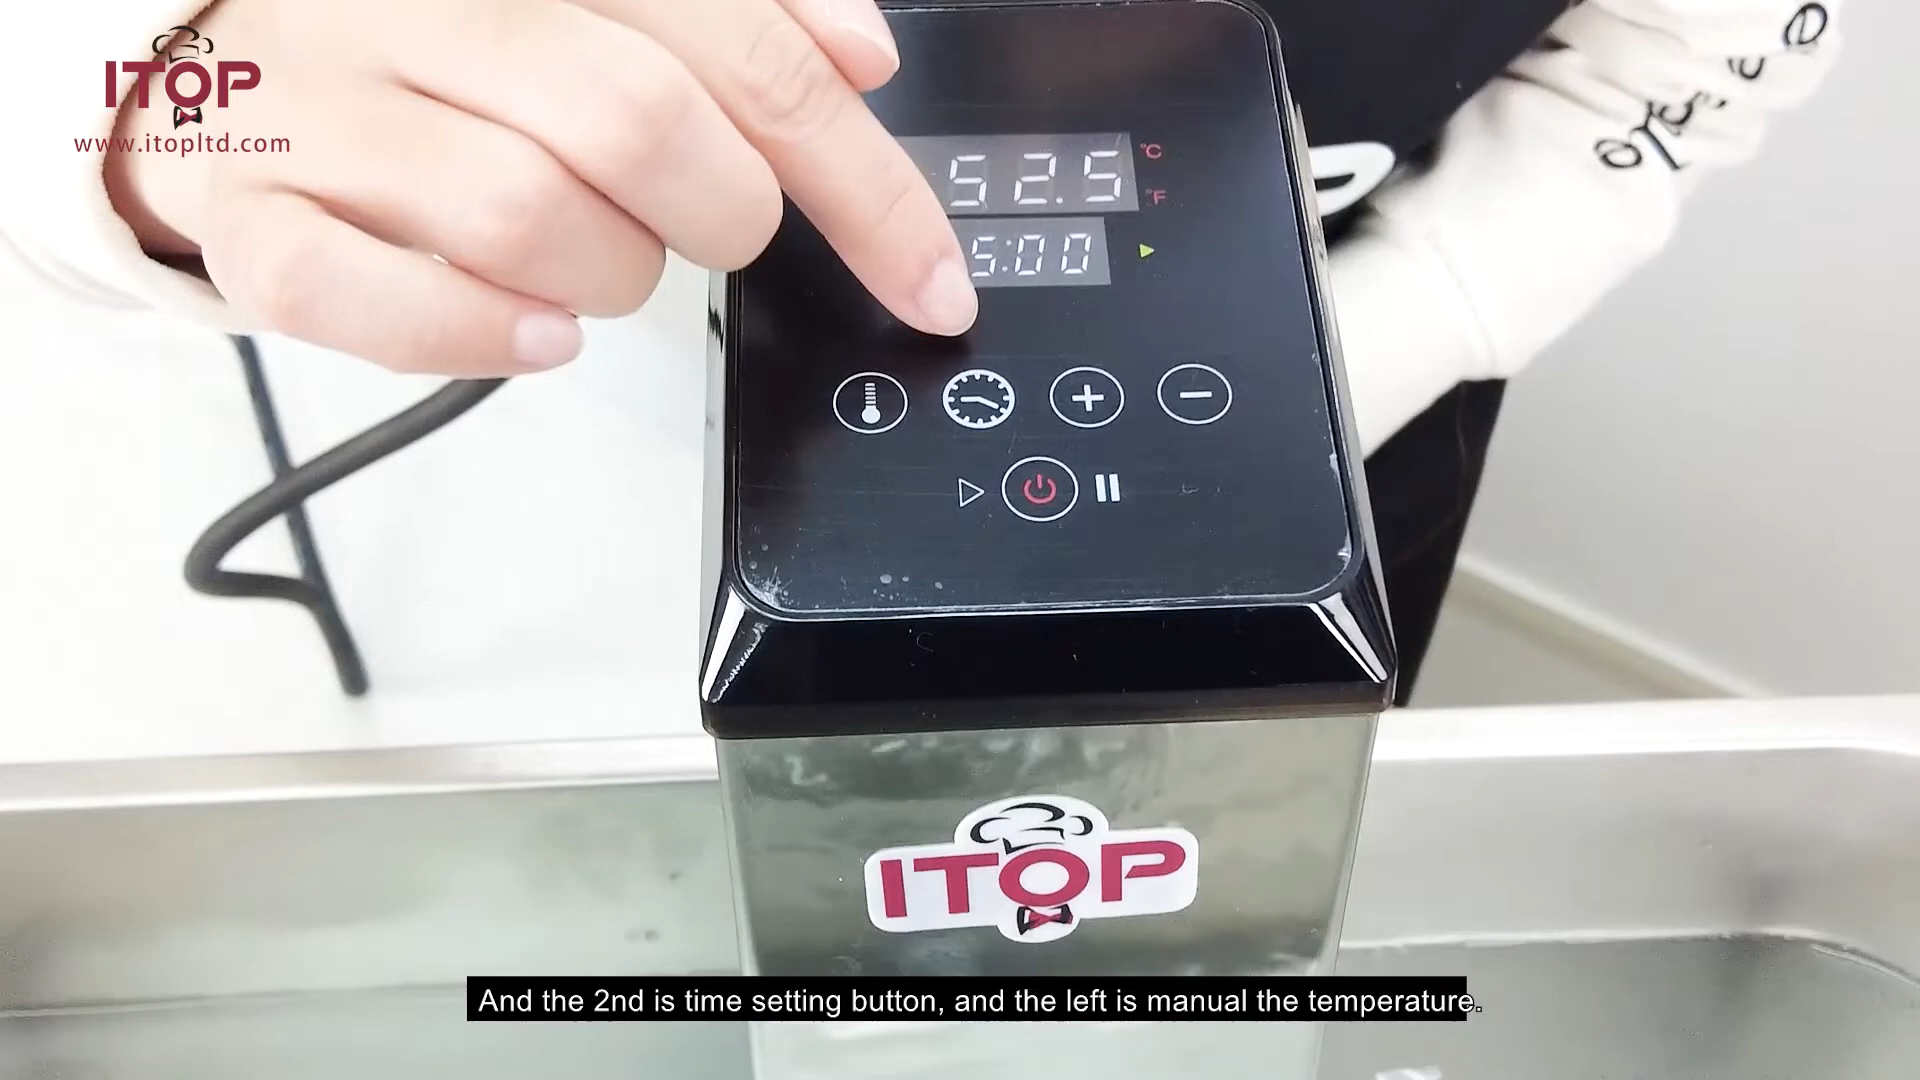 ITOP
www.itopltd.com
52.5
°C
°F
5:00
ITOP
And the 2nd is time setting button, and the left is manual the temperature.